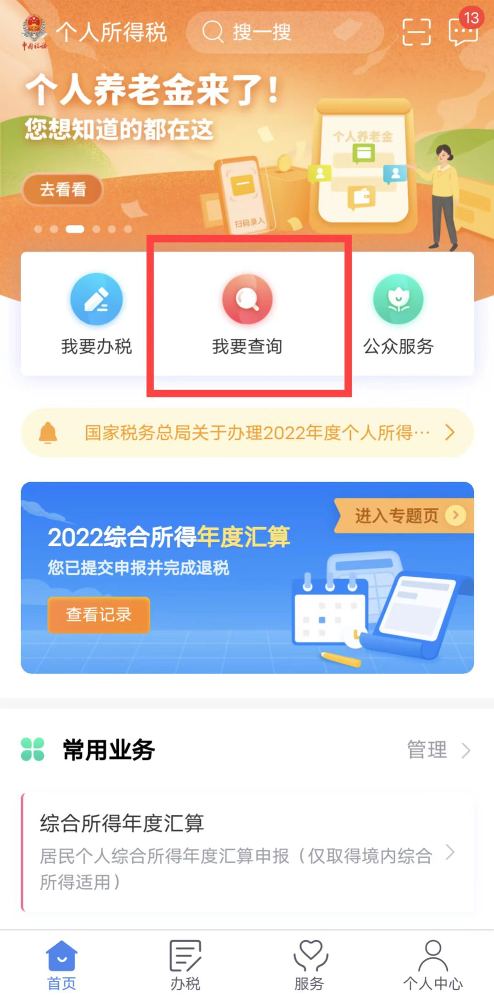 中国税务
个人所得税
搜一搜
13
个人养老金来了！
您想知道的都在这
个人养老金
去看看
扫码录入
我要办税
我要查询
公众服务
国家税务总局关于办理2022年度个人所得…
进入专题页
2022综合所得年度汇算
您已提交申报并完成退税
查看记录
常用业务
管理
综合所得年度汇算
居民个人综合所得年度汇算申报（仅取得境内综合
所得适用）
首页
办税
服务
个人中心